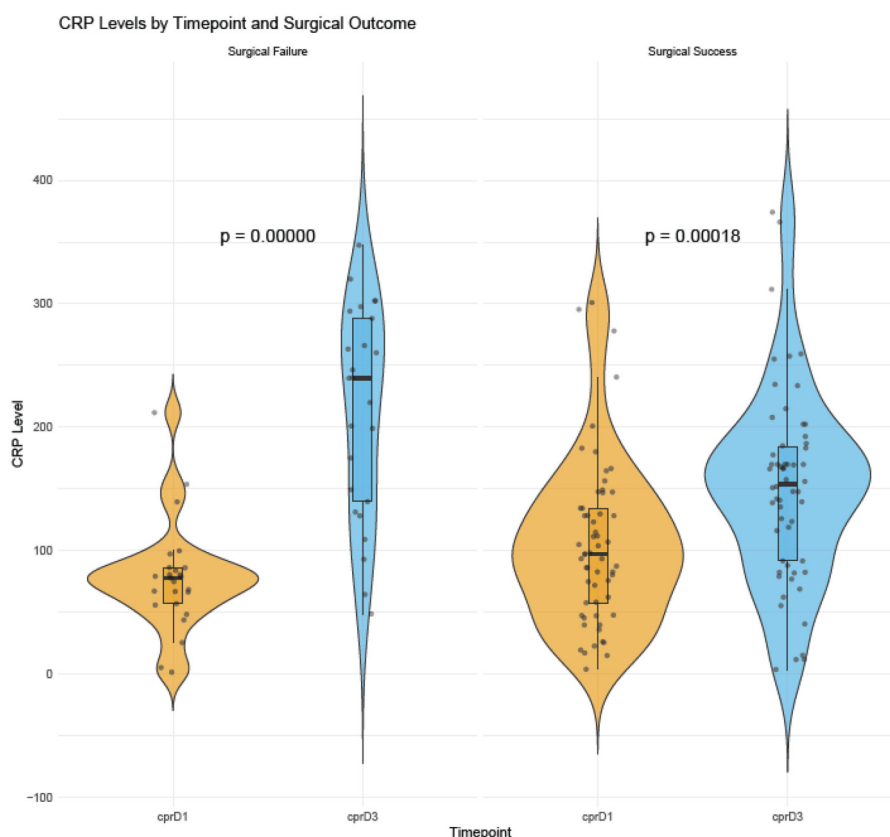 CRP Levels by Timepoint and Surgical Outcome
Surgical Failure
Surgical Success
p = 0.00000
p = 0.00018
CRP Level
400
300
200
100
0
−100
cprD1
cprD3
cprD1
cprD3
Timepoint